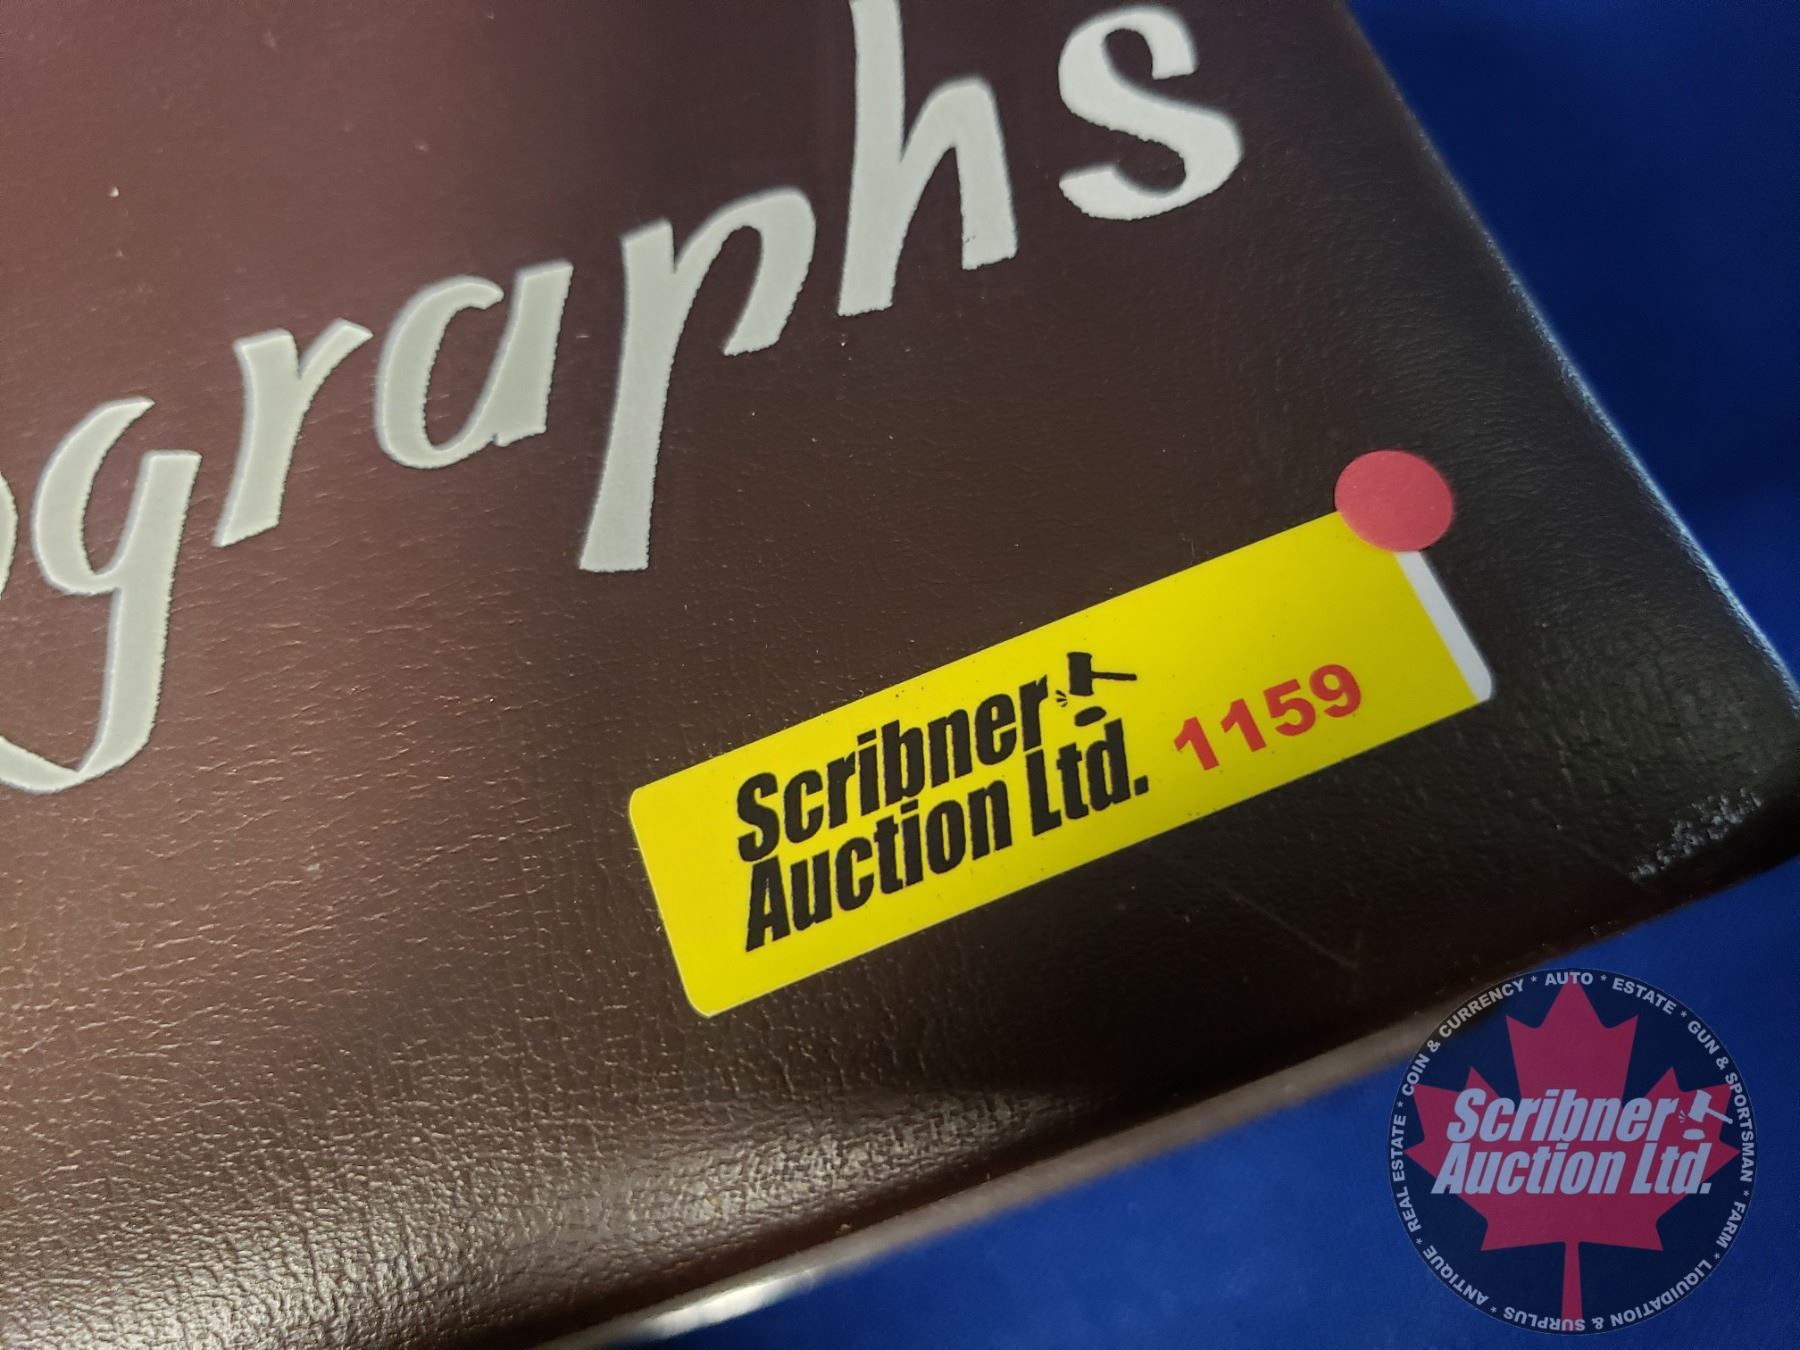 ographs
Scribner
Auction Ltd.
1159
* COIN & CURRENCY * AUTO * ESTATE * GUN & SPORTSMAN * FARM * LIQUIDATION & SURPLUS * ANTIQUE * REAL ESTATE
Scribner
Auction Ltd.